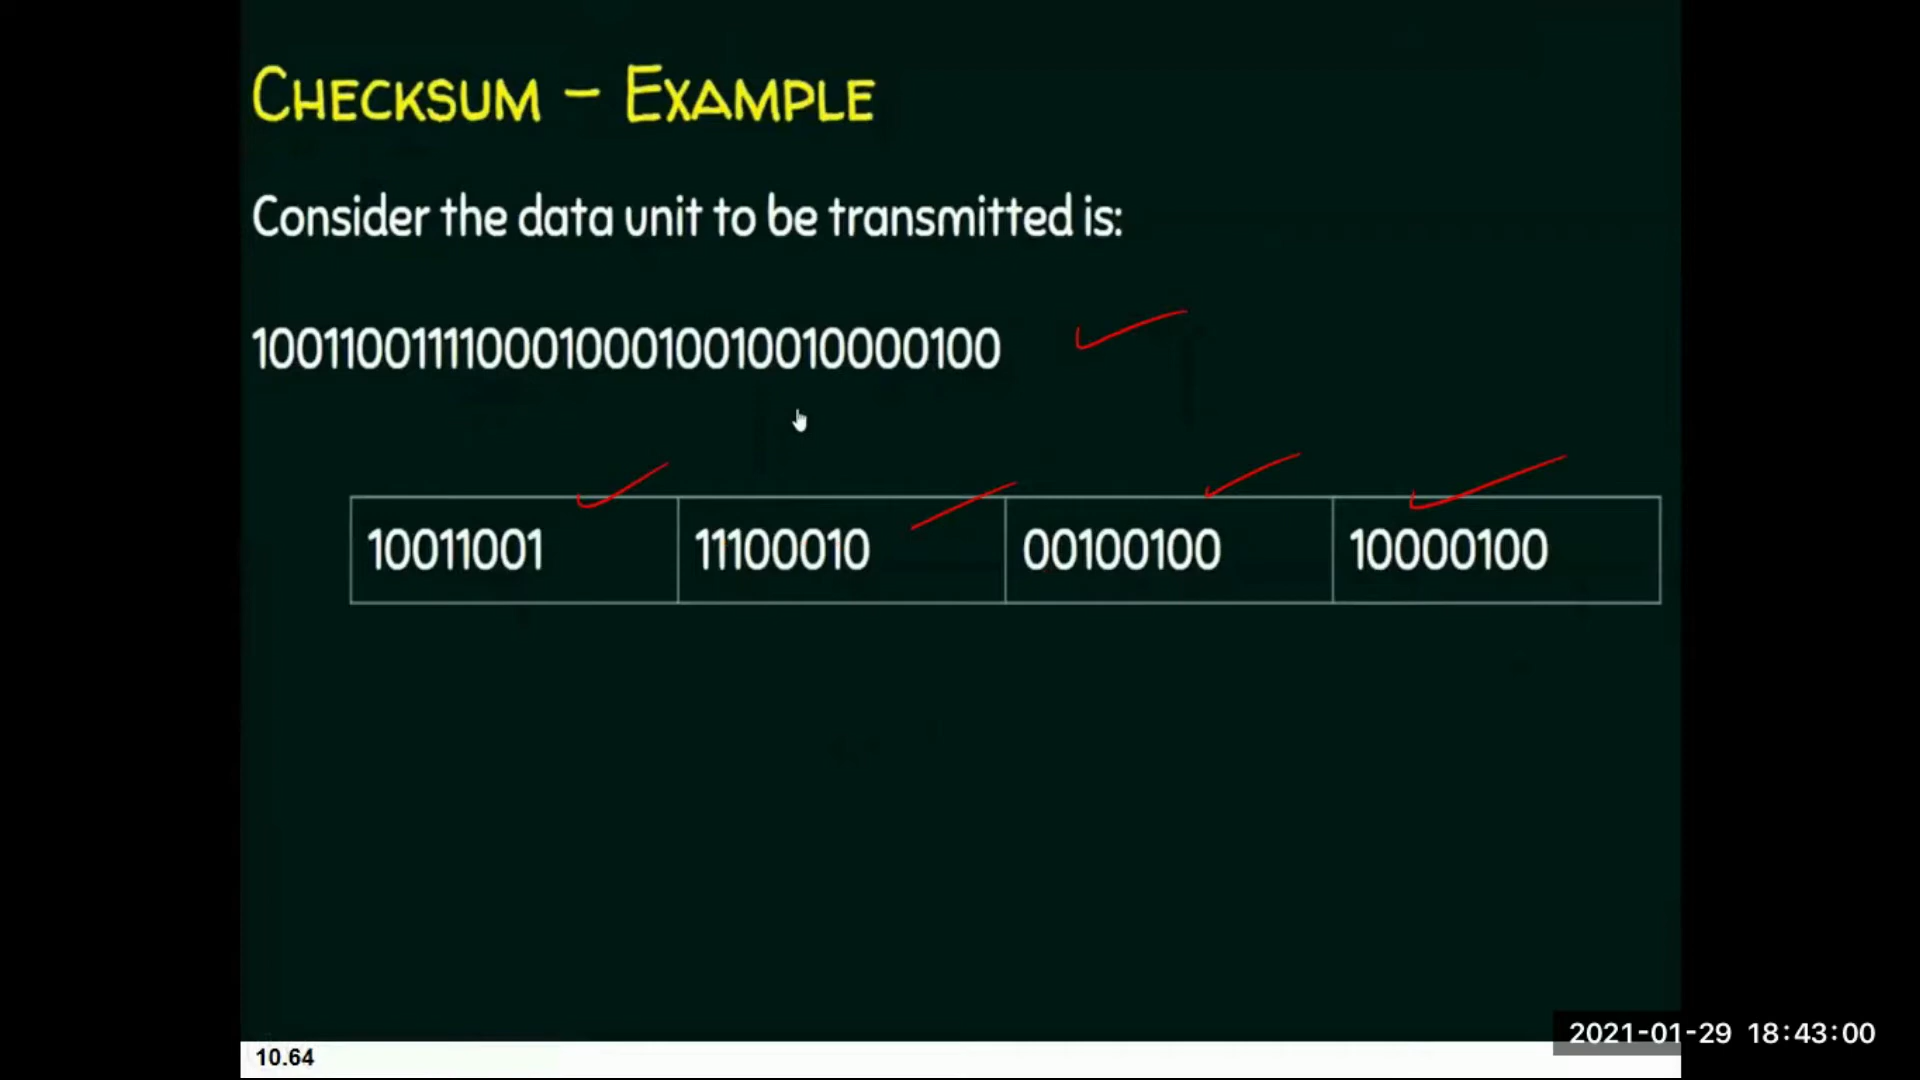 CHECKSUM – EXAMPLE
Consider the data unit to be transmitted is:
10011001111000100010010010000100
10011001 11100010 00100100 10000100
10.64
2021-01-29 18:43:00